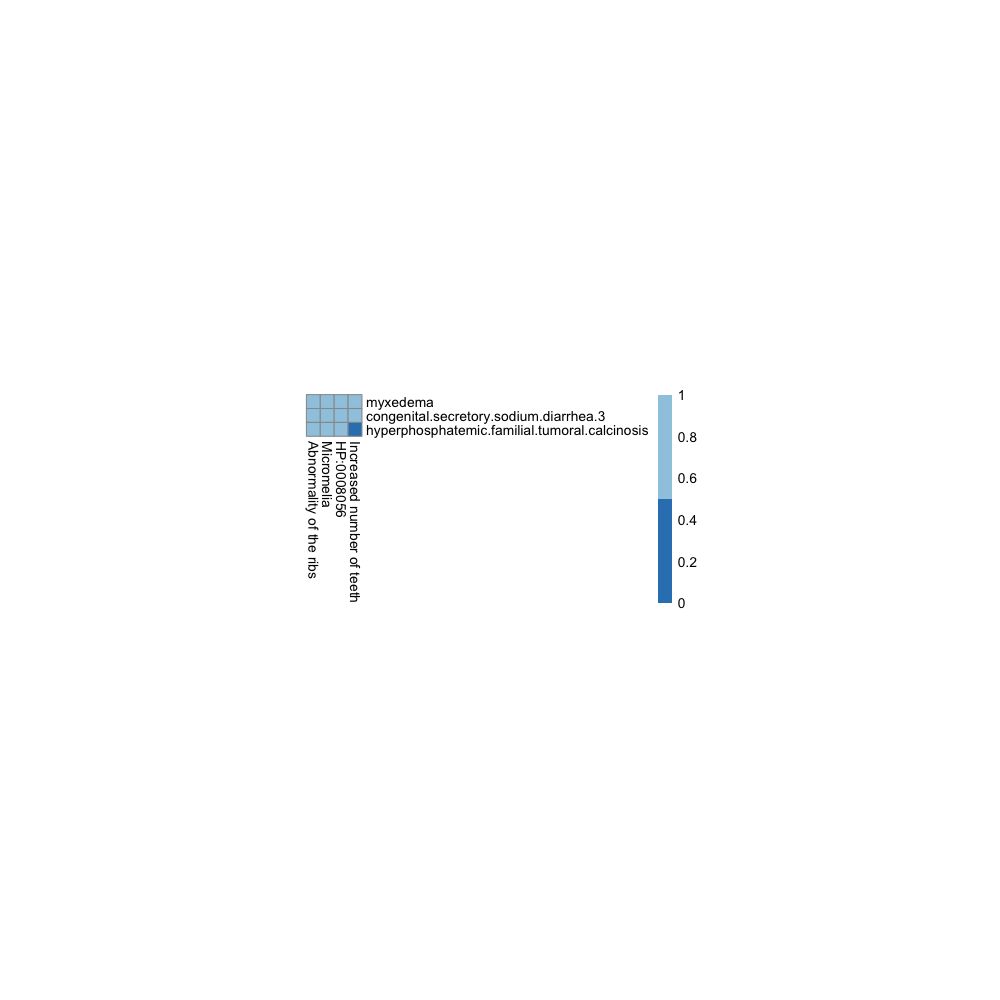 myxedema
congenital.secretory.sodium.diarrhea.3
hyperphosphatemic.familial.tumoral.calcinosis
Abnormality of the ribs
Micromelia
HP:0008056
Increased number of teeth
1
0.8
0.6
0.4
0.2
0